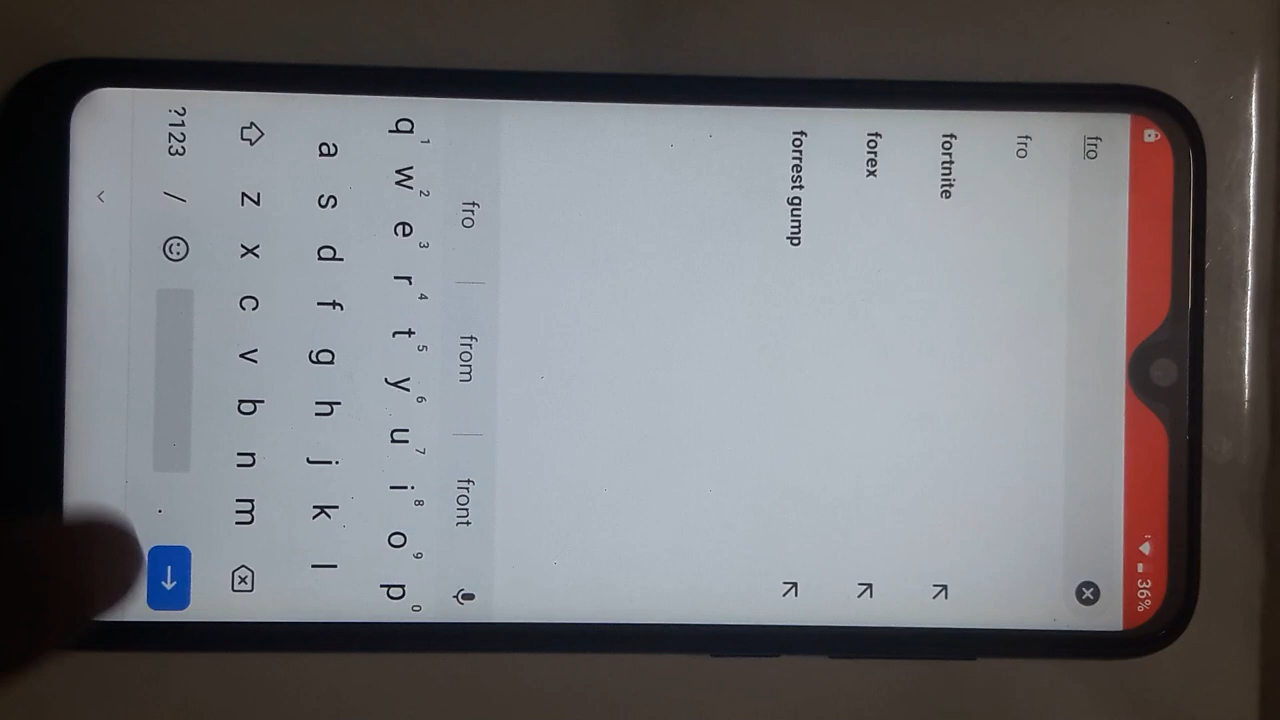 36%
fro
fro
fortnite
forex
forrest gump
fro from front
q1 w2 e3 r4 t5 y6 u7 i8 o9 p0
a s d f g h j k l
z x c v b n m
?123 / .